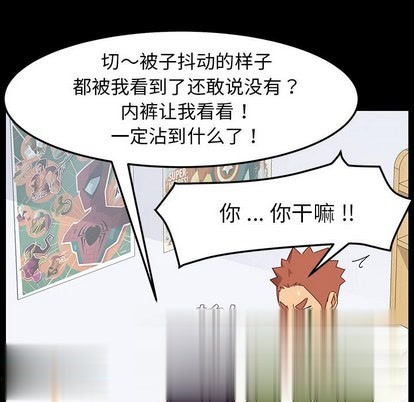 切～被子抖动的样子
都被我看到了还敢说没有？
内裤让我看看！
一定沾到什么了！
SUPER-
你...你干嘛!!